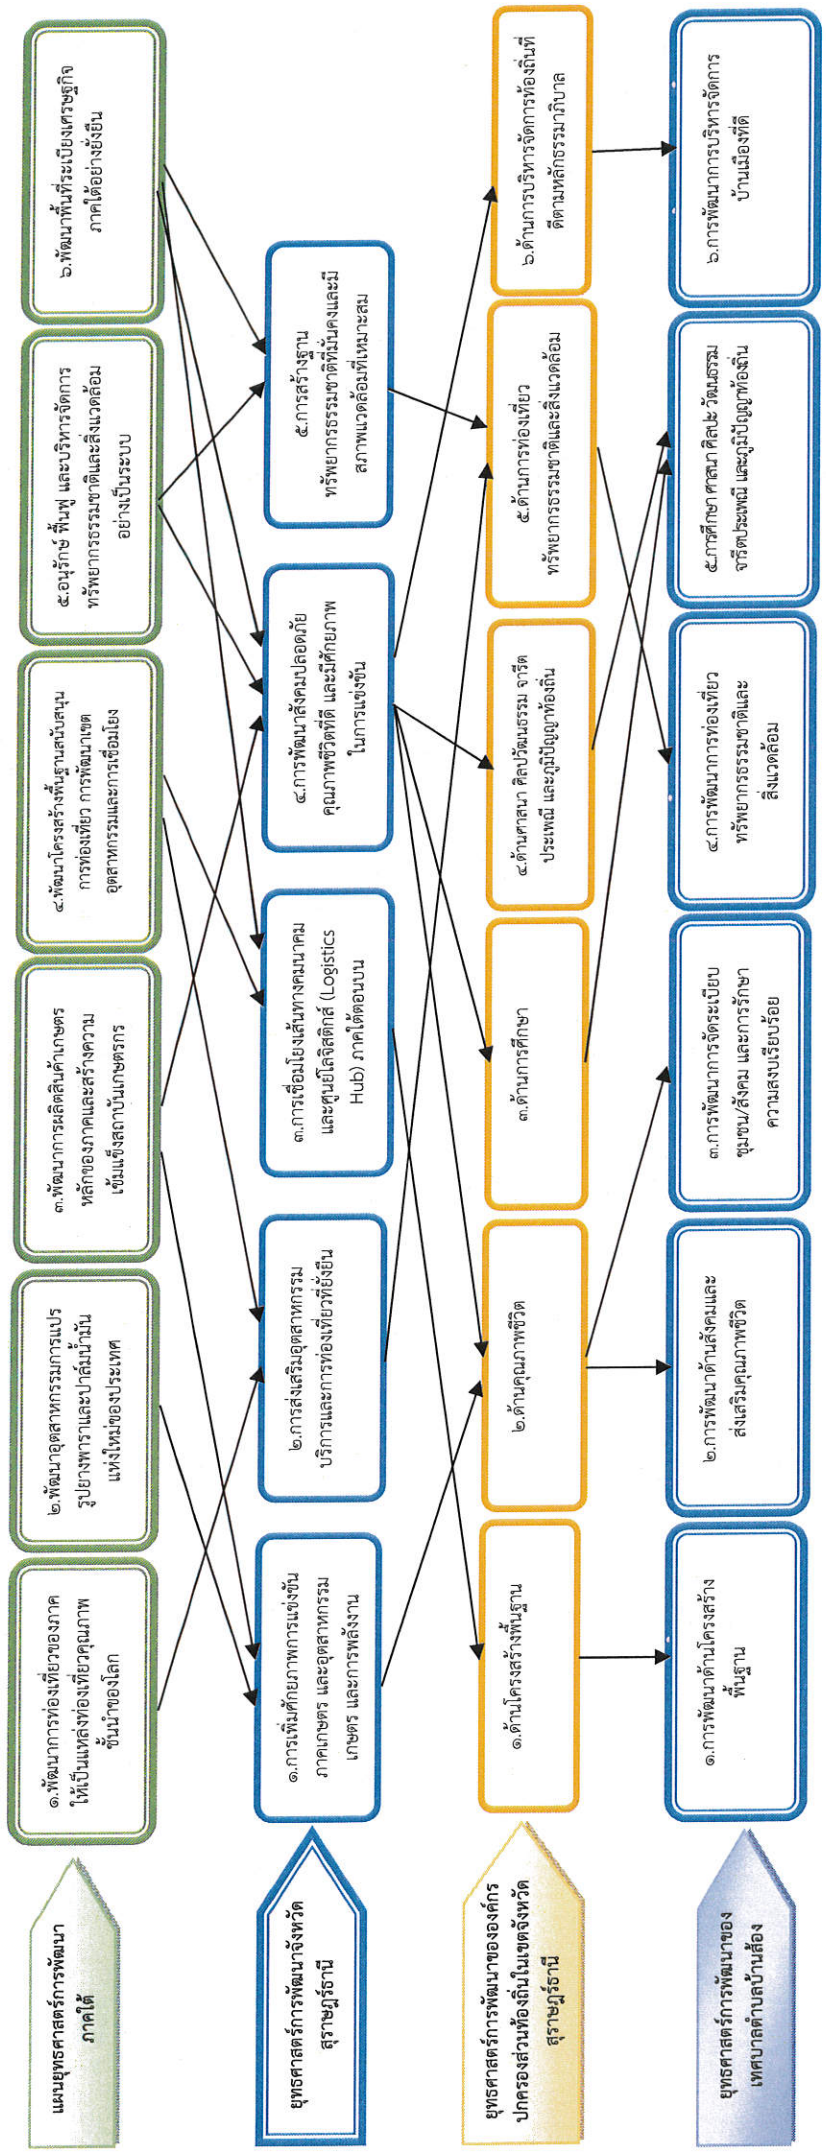 แผนยุทธศาสตร์การพัฒนา
ภาคใต้
๑.พัฒนาการท่องเที่ยวของภาค
ให้เป็นแหล่งท่องเที่ยวคุณภาพ
ชั้นนำของโลก
๒.พัฒนาอุตสาหกรรมการแปร
รูปยางพาราและปาล์มน้ำมัน
แห่งใหม่ของประเทศ
๓.พัฒนาการผลิตสินค้าเกษตร
หลักของภาคและสร้างความ
เข้มแข็งสถาบันเกษตรกร
๔.พัฒนาโครงสร้างพื้นฐานสนับสนุน
การท่องเที่ยว การพัฒนาเขต
อุตสาหกรรมและการเชื่อมโยง
๕.อนุรักษ์ ฟื้นฟู และบริหารจัดการ
ทรัพยากรธรรมชาติและสิ่งแวดล้อม
อย่างเป็นระบบ
๖.พัฒนาพื้นที่ระเบียงเศรษฐกิจ
ภาคใต้อย่างยั่งยืน
ยุทธศาสตร์การพัฒนาจังหวัด
สุราษฎร์ธานี
๑.การเพิ่มศักยภาพการแข่งขัน
ภาคเกษตร และอุตสาหกรรม
เกษตร และการพลังงาน
๒.การส่งเสริมอุตสาหกรรม
บริการและการท่องเที่ยวที่ยั่งยืน
๓.การเชื่อมโยงเส้นทางคมนาคม
และศูนย์โลจิสติกส์ (Logistics
Hub) ภาคใต้ตอนบน
๔.การพัฒนาสังคมปลอดภัย
คุณภาพชีวิตที่ดี และมีศักยภาพ
ในการแข่งขัน
๕.การสร้างฐาน
ทรัพยากรธรรมชาติที่มั่นคงและมี
สภาพแวดล้อมที่เหมาะสม
ยุทธศาสตร์การพัฒนาขององค์กร
ปกครองส่วนท้องถิ่นในเขตจังหวัด
สุราษฎร์ธานี
๑.ด้านโครงสร้างพื้นฐาน
๒.ด้านคุณภาพชีวิต
๓.ด้านการศึกษา
๔.ด้านศาสนา ศิลปวัฒนธรรม จารีต
ประเพณี และภูมิปัญญาท้องถิ่น
๕.ด้านการท่องเที่ยว
ทรัพยากรธรรมชาติและสิ่งแวดล้อม
๖.ด้านการบริหารจัดการท้องถิ่นที่
ดีตามหลักธรรมาภิบาล
ยุทธศาสตร์การพัฒนาของ
เทศบาลตำบลบ้านส้อง
๑.การพัฒนาด้านโครงสร้าง
พื้นฐาน
๒.การพัฒนาด้านสังคมและ
ส่งเสริมคุณภาพชีวิต
๓.การพัฒนาการจัดระเบียบ
ชุมชน/สังคม และการรักษา
ความสงบเรียบร้อย
๔.การพัฒนาการท่องเที่ยว
ทรัพยากรธรรมชาติและ
สิ่งแวดล้อม
๕.การศึกษา ศาสนา ศิลปะ วัฒนธรรม
จารีตประเพณี และภูมิปัญญาท้องถิ่น
๖.การพัฒนาการบริหารจัดการ
บ้านเมืองที่ดี